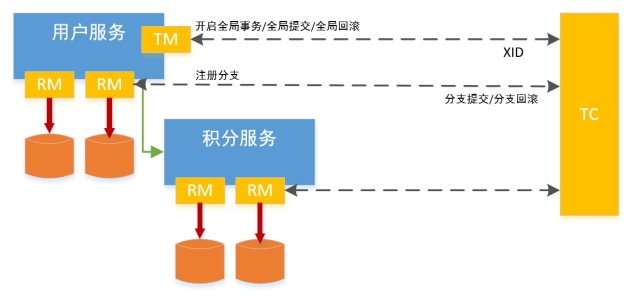 用户服务
TM
开启全局事务/全局提交/全局回滚
XID
RM
RM
注册分支
分支提交/分支回滚
TC
积分服务
RM
RM